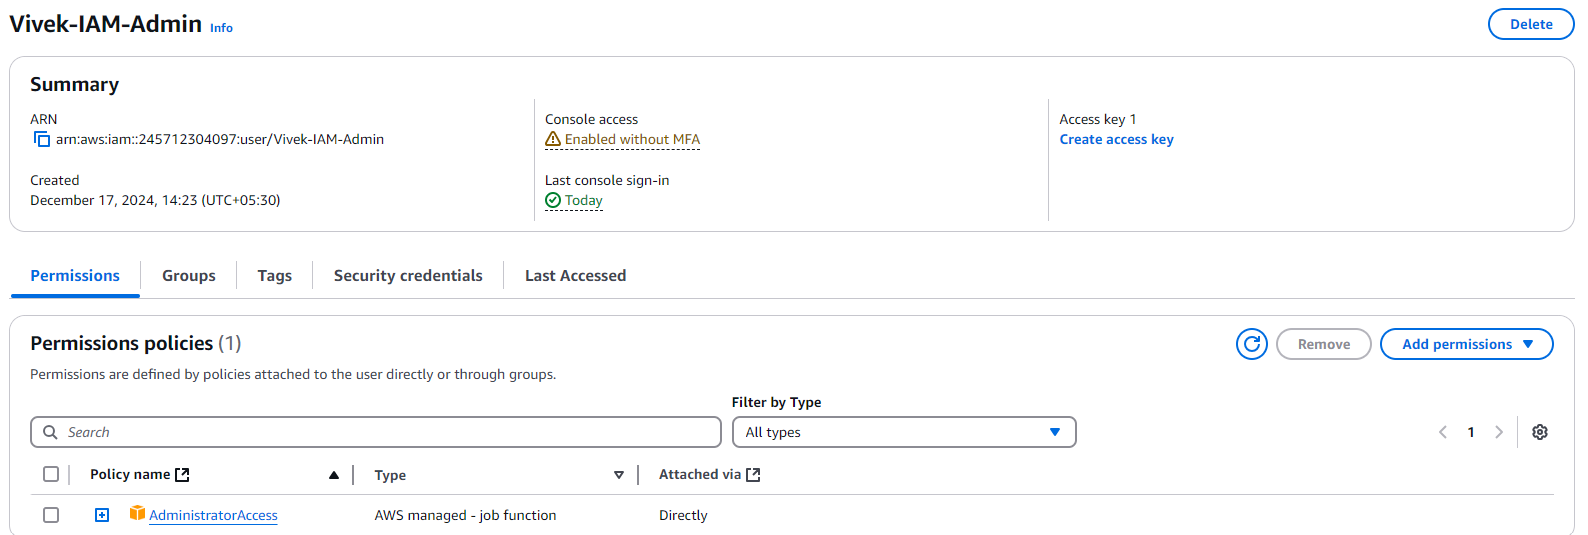 Vivek-IAM-Admin Info
Delete
Summary
ARN
arn:aws:iam::245712304097:user/Vivek-IAM-Admin
Created
December 17, 2024, 14:23 (UTC+05:30)
Console access
Enabled without MFA
Last console sign-in
Today
Access key 1
Create access key
Permissions
Groups
Tags
Security credentials
Last Accessed
Permissions policies (1)
Remove
Add permissions
Permissions are defined by policies attached to the user directly or through groups.
Filter by Type
Search
All types
1
Policy name
Type
Attached via
AdministratorAccess
AWS managed - job function
Directly